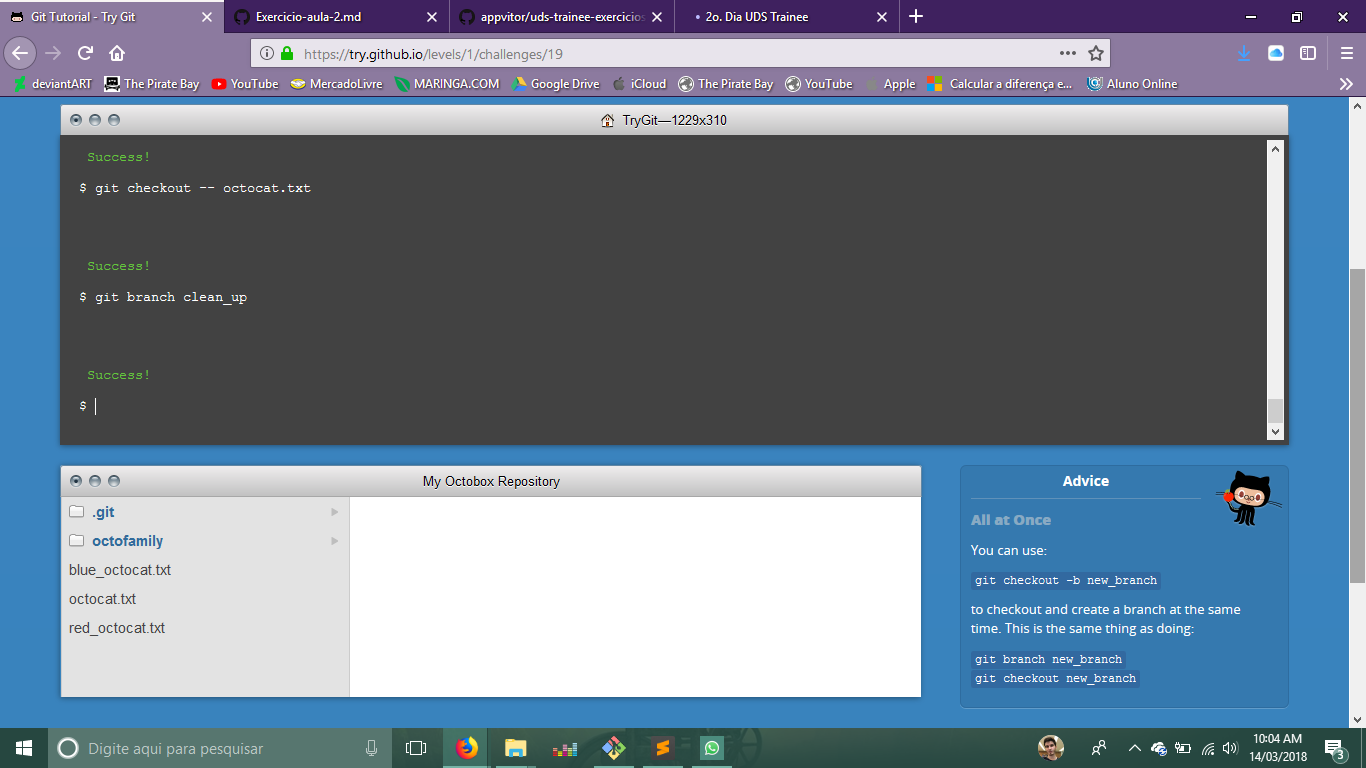 Git Tutorial - Try Git
Exercicio-aula-2.md
appvitor/uds-trainee-exercicios
2o. Dia UDS Trainee
https://try.github.io/levels/1/challenges/19
deviantART
The Pirate Bay
YouTube
MercadoLivre
MARINGA.COM
Google Drive
iCloud
The Pirate Bay
YouTube
Apple
Calcular a diferença e...
Aluno Online
TryGit—1229x310
Success!
$ git checkout -- octocat.txt
Success!
$ git branch clean_up
Success!
$
My Octobox Repository
.git
octofamily
blue_octocat.txt
octocat.txt
red_octocat.txt
Advice
All at Once
You can use:
git checkout -b new_branch
to checkout and create a branch at the same
time. This is the same thing as doing:
git branch new_branch
git checkout new_branch
Digite aqui para pesquisar
10:04 AM
14/03/2018
3